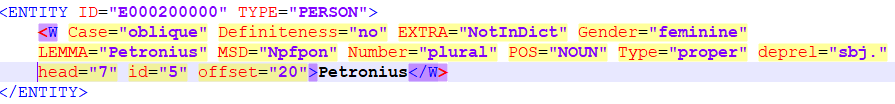 <ENTITY ID="E000200000" TYPE="PERSON">
<W Case="oblique" Definiteness="no" EXTRA="NotInDict" Gender="feminine"
LEMMA="Petronius" MSD="Npfpon" Number="plural" POS="NOUN" Type="proper" deprel="sbj."
head="7" id="5" offset="20">Petronius</W>
</ENTITY>